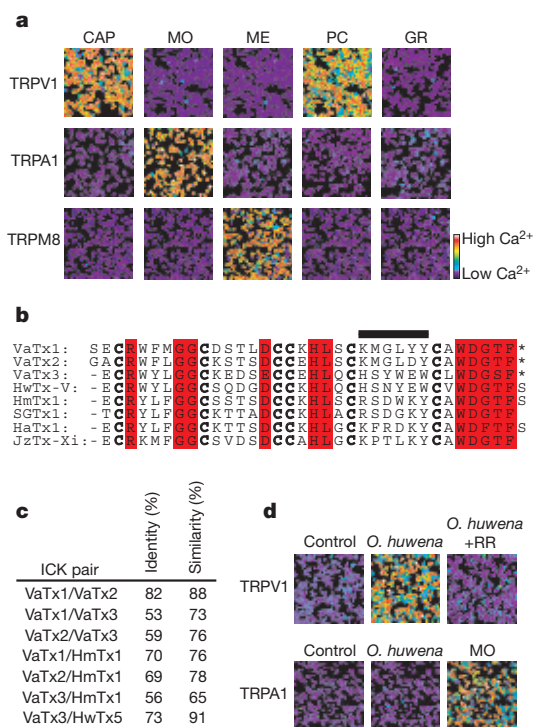 a
CAP MO ME PC GR
TRPV1
TRPA1
TRPM8
High Ca2+
Low Ca2+
b
VaTx1: SECRWFMGGCDSTLDCCKHLSCKMGLYYCAWDGTF*
VaTx2: GACRWFLGGCKSTSDCCEHLSCKMGLDYCAWDGTF*
VaTx3: -ECRWYLGGCKEDSECCEHLQCHSYWEWCLWDGSF*
HwTx-V: -ECRWYLGGCSQDGDCCKHLQCHSNYEWCVWDGTFS
HmTx1: -ECRYLFGGCSSTSDCCKHLSCRSDWKYCAWDGTFS
SGTx1: -TCRYLFGGCKTTADCCKHLACRSDGKYCAWDGTF
HaTx1: -ECRYLFGGCKTTSDCCKHLGCKFRDKYCAWDFTFS
JzTx-Xi: -ECRKMFGGCSVDSDCCAHLGCKPTLKYCAWDGTF
c
ICK pair Identity (%) Similarity (%)
VaTx1/VaTx2 82 88
VaTx1/VaTx3 53 73
VaTx2/VaTx3 59 76
VaTx1/HmTx1 70 76
VaTx2/HmTx1 69 78
VaTx3/HmTx1 56 65
VaTx3/HwTx5 73 91
d
Control O. huwena O. huwena
+RR
TRPV1
Control O. huwena MO
TRPA1